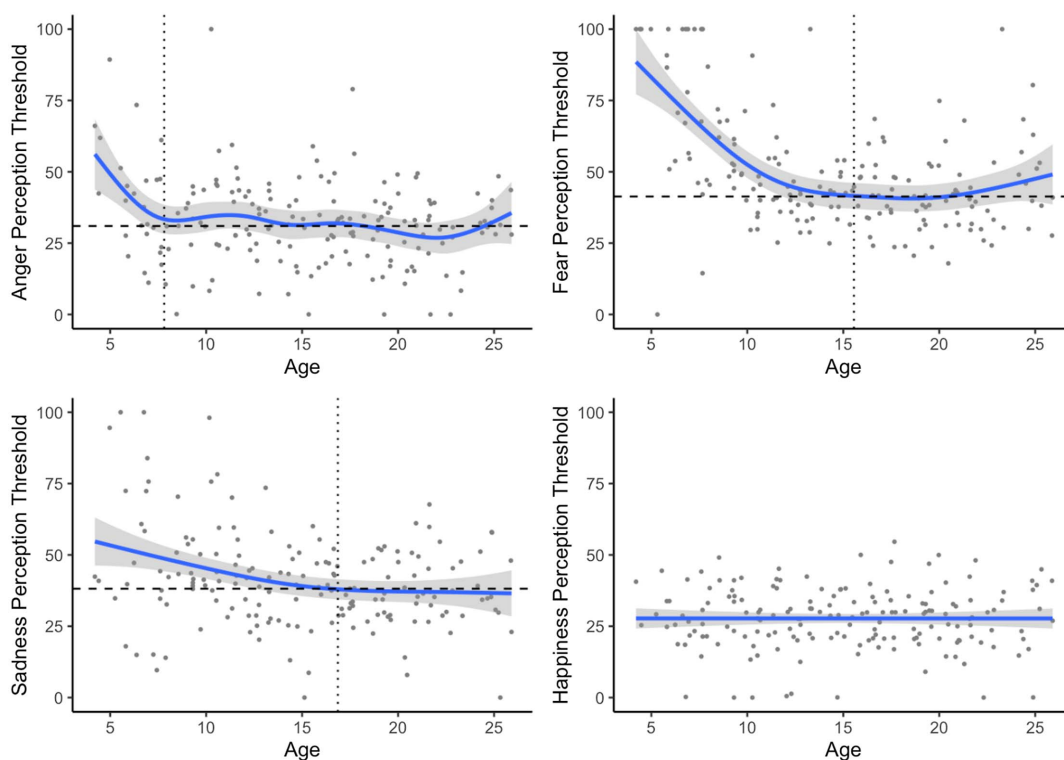 Anger Perception Threshold
100
75
50
25
0
5 10 15 20 25
Age
Fear Perception Threshold
100
75
50
25
0
5 10 15 20 25
Age
Sadness Perception Threshold
100
75
50
25
0
5 10 15 20 25
Age
Happiness Perception Threshold
100
75
50
25
0
5 10 15 20 25
Age